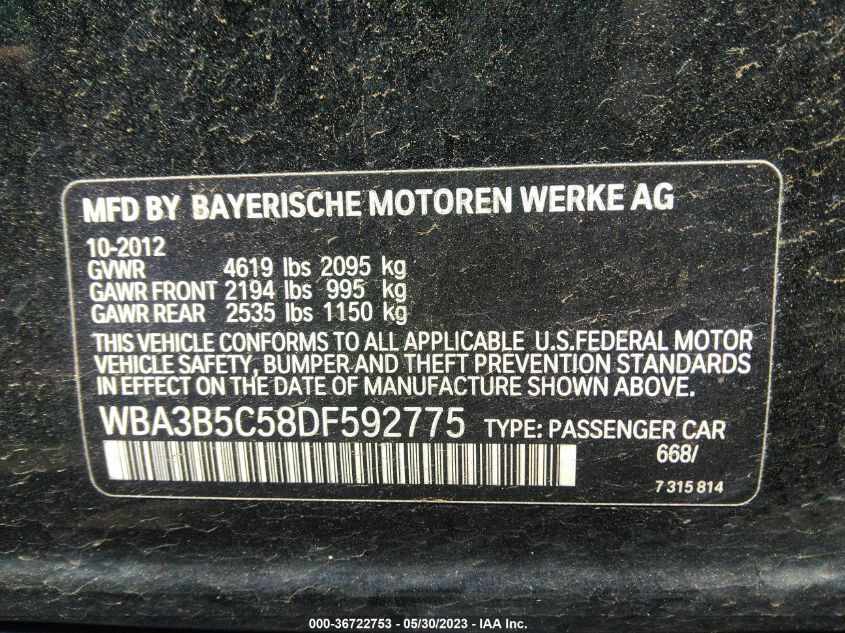 MFD BY BAYERISCHE MOTOREN WERKE AG
10-2012
GVWR 4619 lbs 2095 kg
GAWR FRONT 2194 lbs 995 kg
GAWR REAR 2535 lbs 1150 kg
THIS VEHICLE CONFORMS TO ALL APPLICABLE U.S.FEDERAL MOTOR
VEHICLE SAFETY, BUMPER AND THEFT PREVENTION STANDARDS
IN EFFECT ON THE DATE OF MANUFACTURE SHOWN ABOVE.
WBA3B5C58DF592775 TYPE: PASSENGER CAR
668/
7 315 814
000-36722753 - 05/30/2023 - IAA Inc.